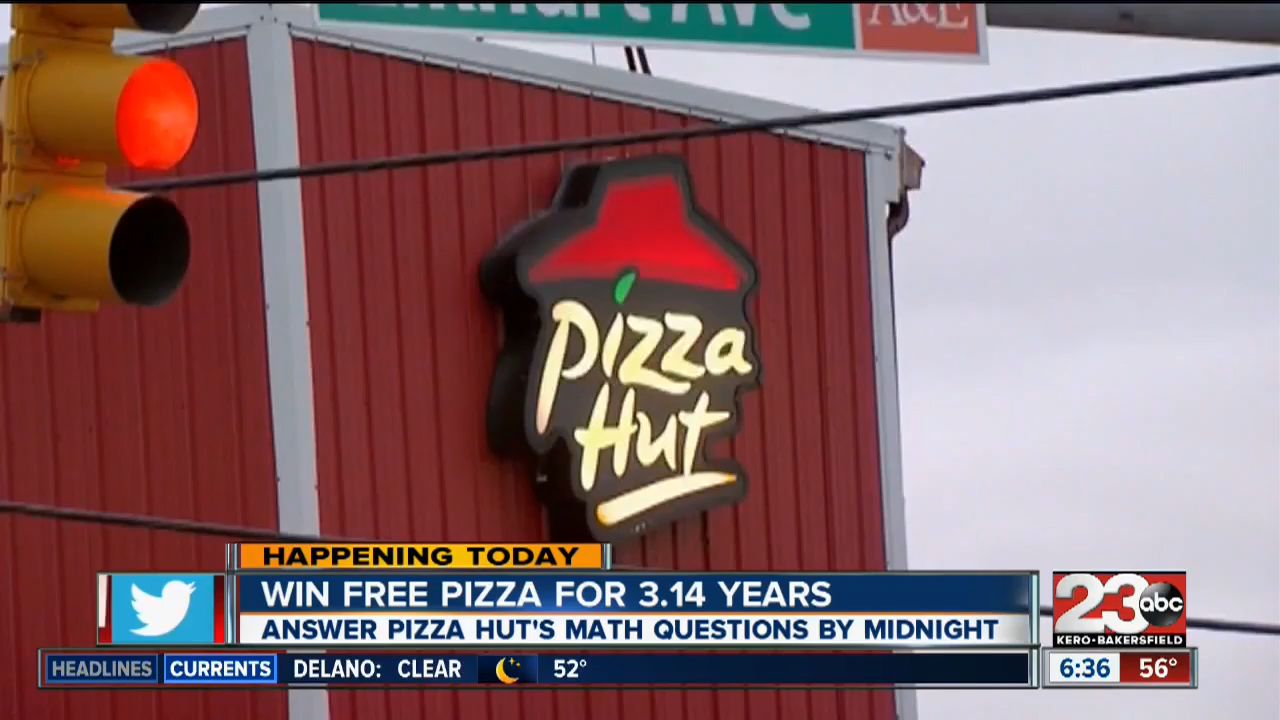 A&E
Pizza
Hut
HAPPENING TODAY
WIN FREE PIZZA FOR 3.14 YEARS
ANSWER PIZZA HUT'S MATH QUESTIONS BY MIDNIGHT
23 abc
KERO-BAKERSFIELD
HEADLINES CURRENTS DELANO: CLEAR 52°
6:36 56°